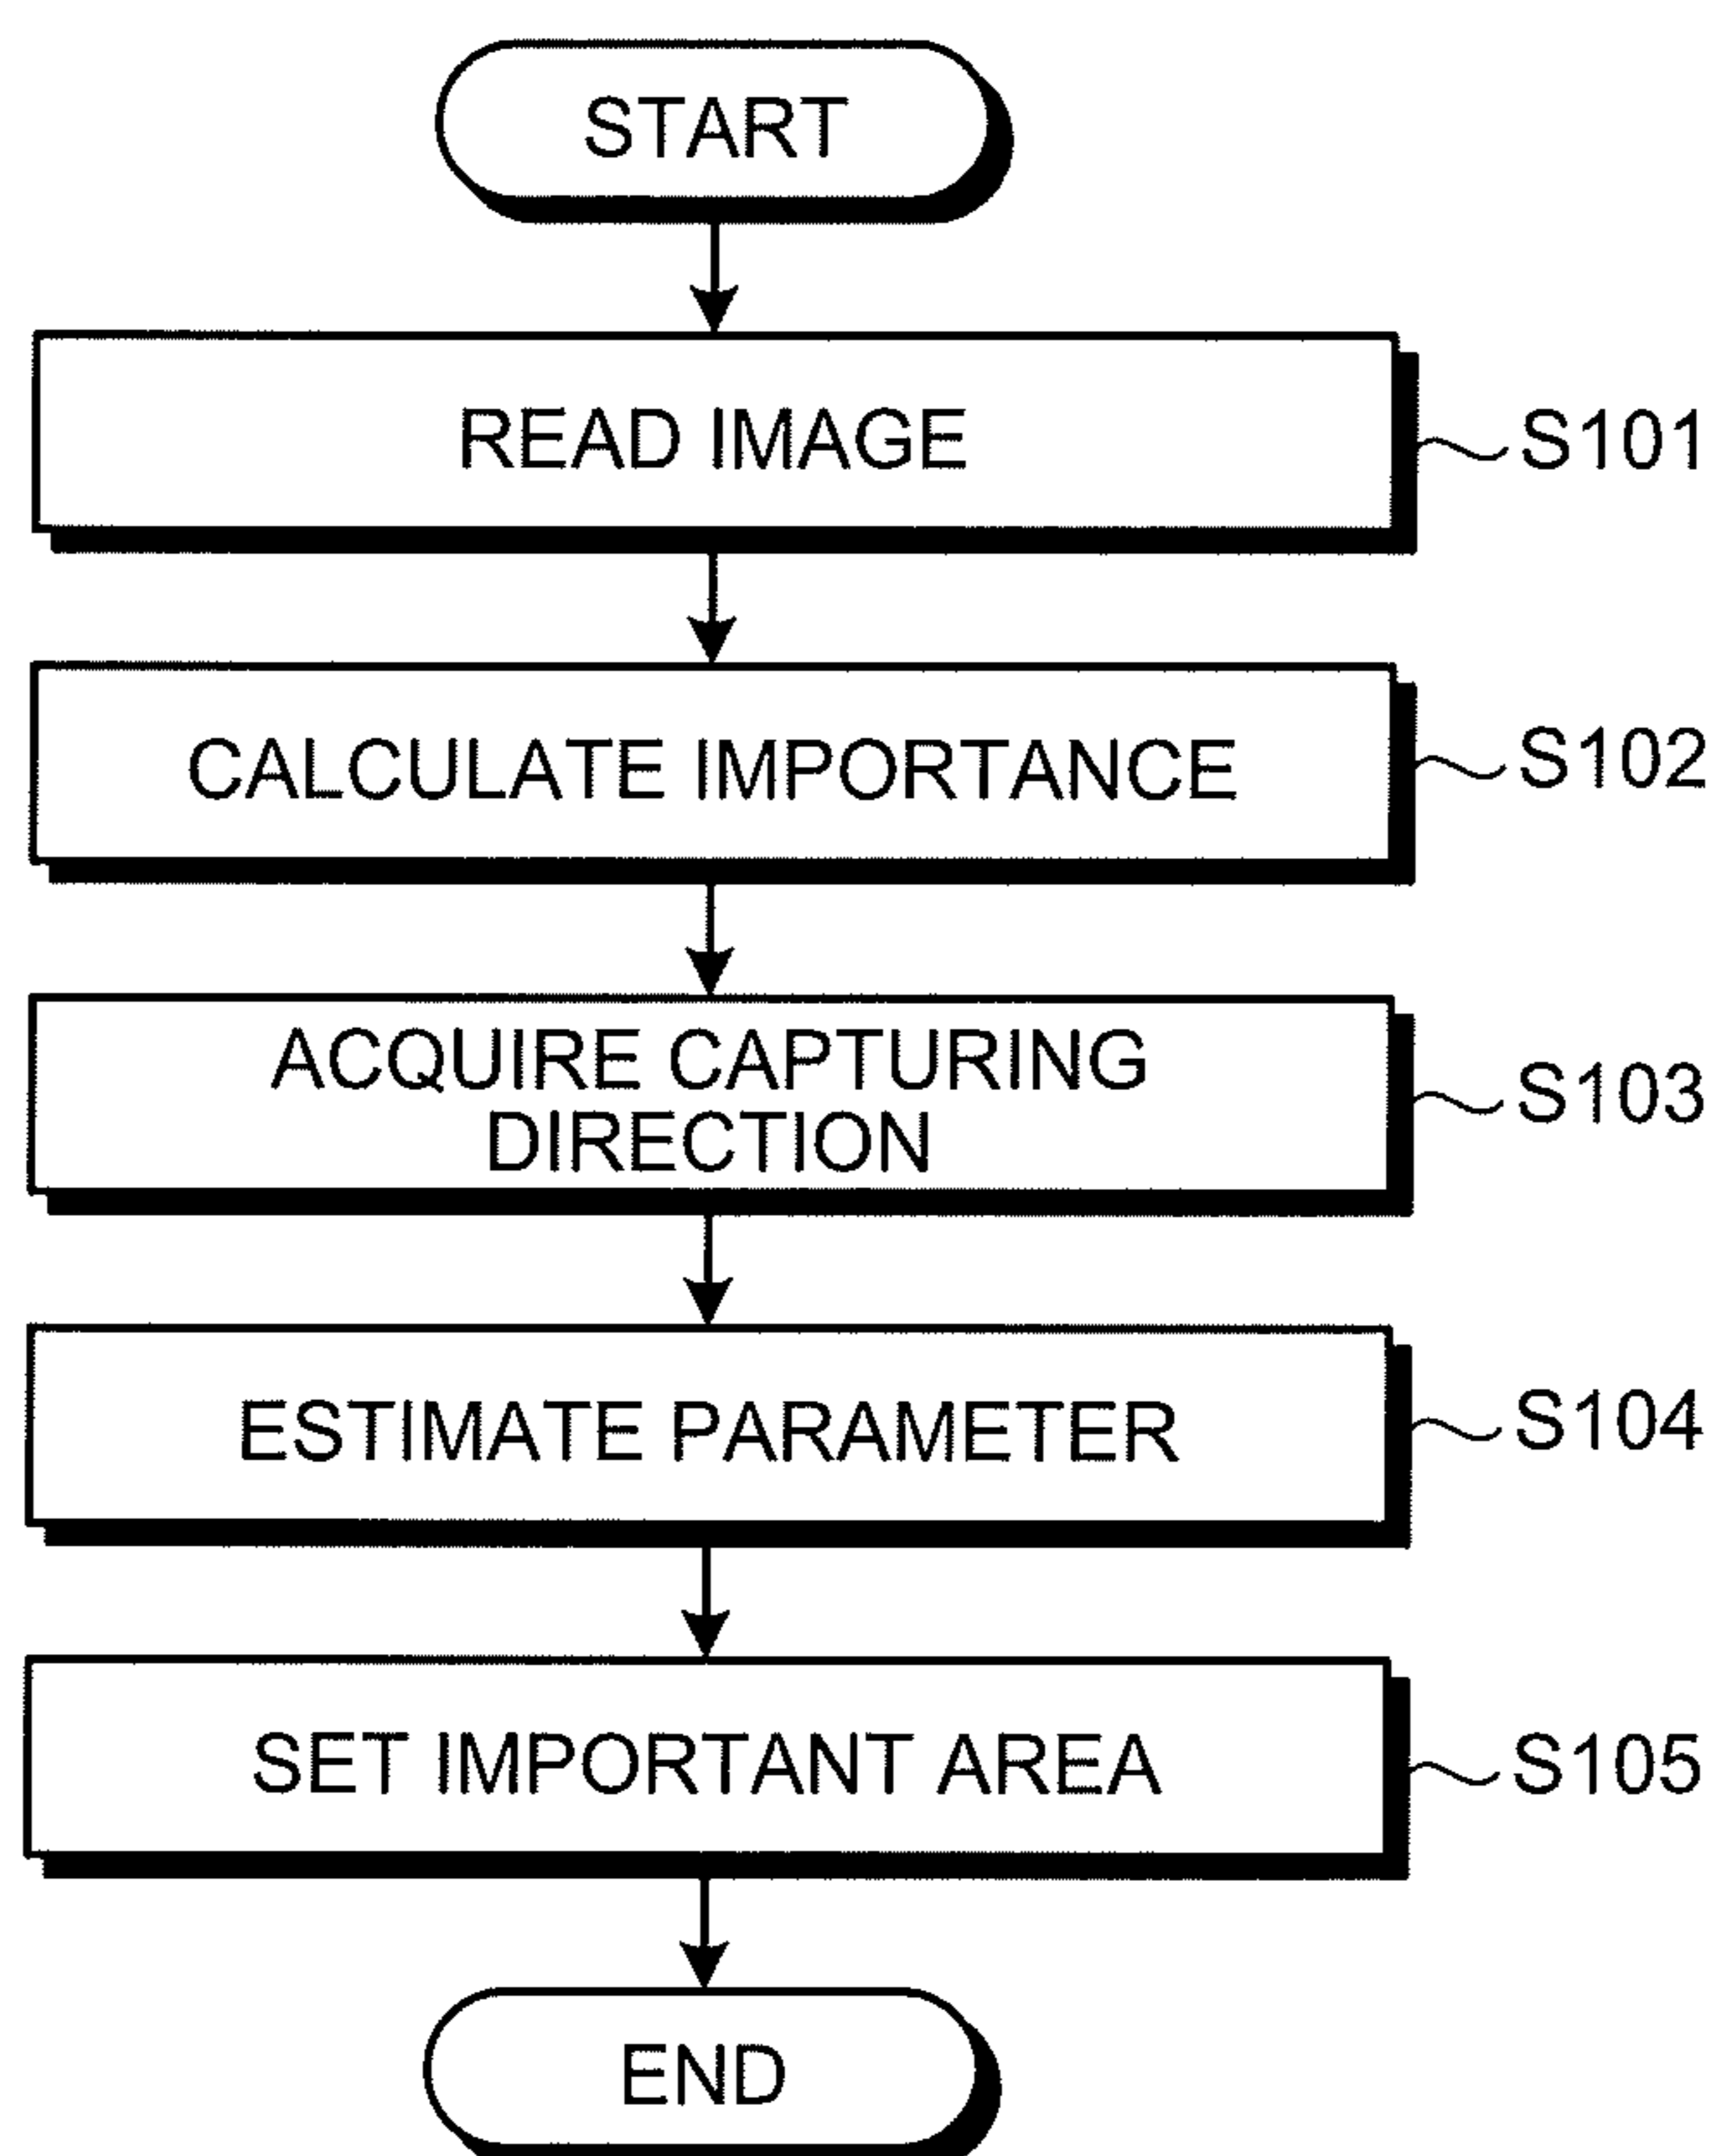 START
READ IMAGE
S101
CALCULATE IMPORTANCE
S102
ACQUIRE CAPTURING
DIRECTION
S103
ESTIMATE PARAMETER
S104
SET IMPORTANT AREA
S105
END